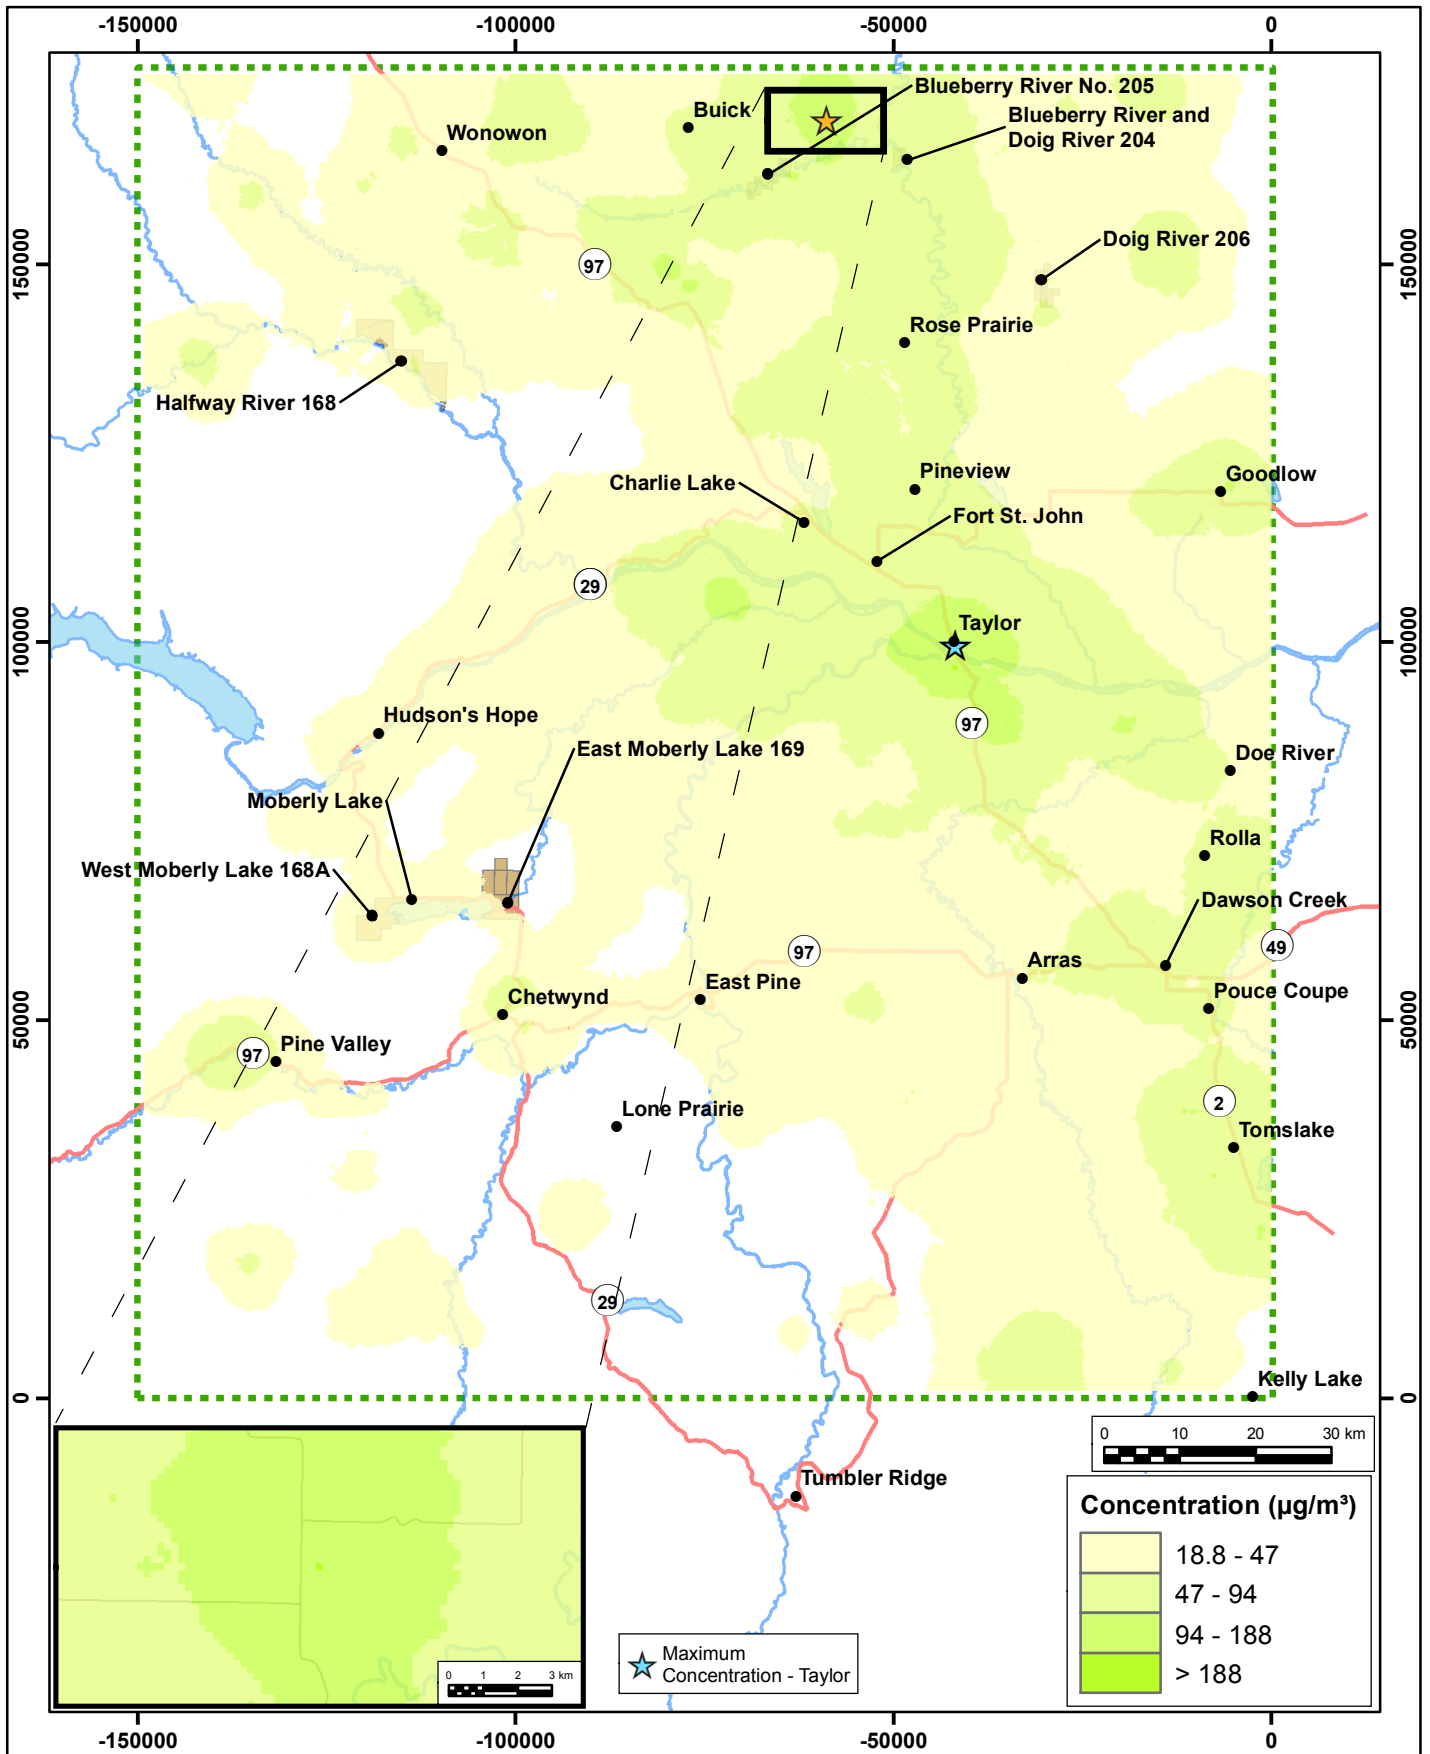 -150000
-100000
-50000
0
Blueberry River No. 205
Buick
Blueberry River and
Doig River 204
Wonowon
Doig River 206
150000
150000
97
Rose Prairie
Halfway River 168
Pineview
Goodlow
Charlie Lake
Fort St. John
29
Taylor
100000
100000
Hudson's Hope
97
East Moberly Lake 169
Doe River
Moberly Lake
Rolla
West Moberly Lake 168A
Dawson Creek
97
49
Arras
East Pine
Chetwynd
Pouce Coupe
50000
50000
97
Pine Valley
2
Lone Prairie
Tomslake
29
Kelly Lake
0
0
0 10 20 30 km
Tumbler Ridge
Concentration (µg/m³)
18.8 - 47
47 - 94
94 - 188
> 188
Maximum
Concentration - Taylor
0 1 2 3 km
-150000
-100000
-50000
0